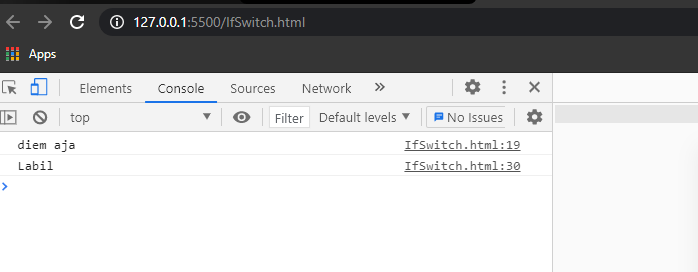 127.0.0.1:5500/IfSwitch.html
Apps
Elements Console Sources Network
top Filter Default levels No Issues
diem aja IfSwitch.html:19
Labil IfSwitch.html:30